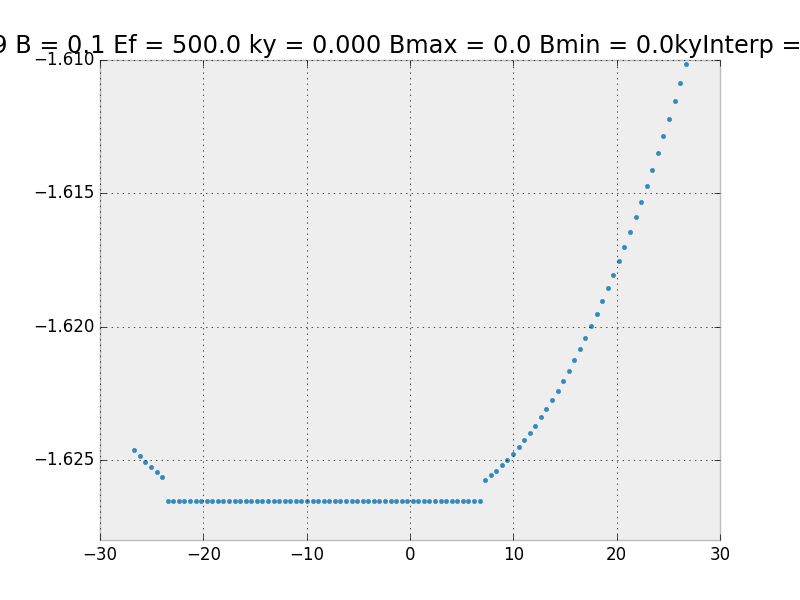 9 B = 0.1 Ef = 500.0 ky = 0.000 Bmax = 0.0 Bmin = 0.0kyInterp =
−1.610
−1.615
−1.620
−1.625
−30 −20 −10 0 10 20 30